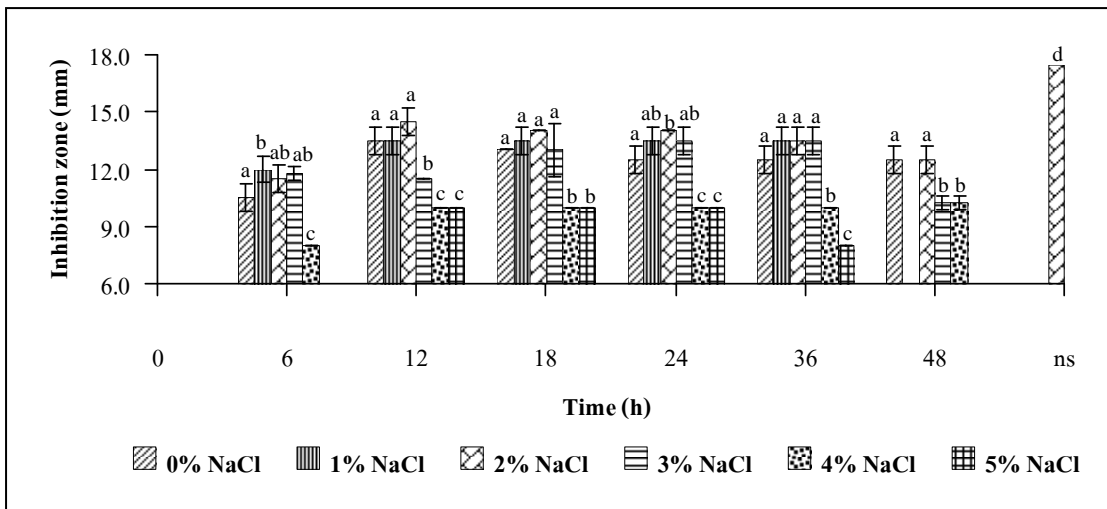 Inhibition zone (mm)
18.0
15.0
12.0
9.0
6.0
a b ab ab c
a a a b c c
a a a a b b
a ab b ab c c
a a a a b c
a a b b
d
0 6 12 18 24 36 48 ns
Time (h)
0% NaCl 1% NaCl 2% NaCl 3% NaCl 4% NaCl 5% NaCl